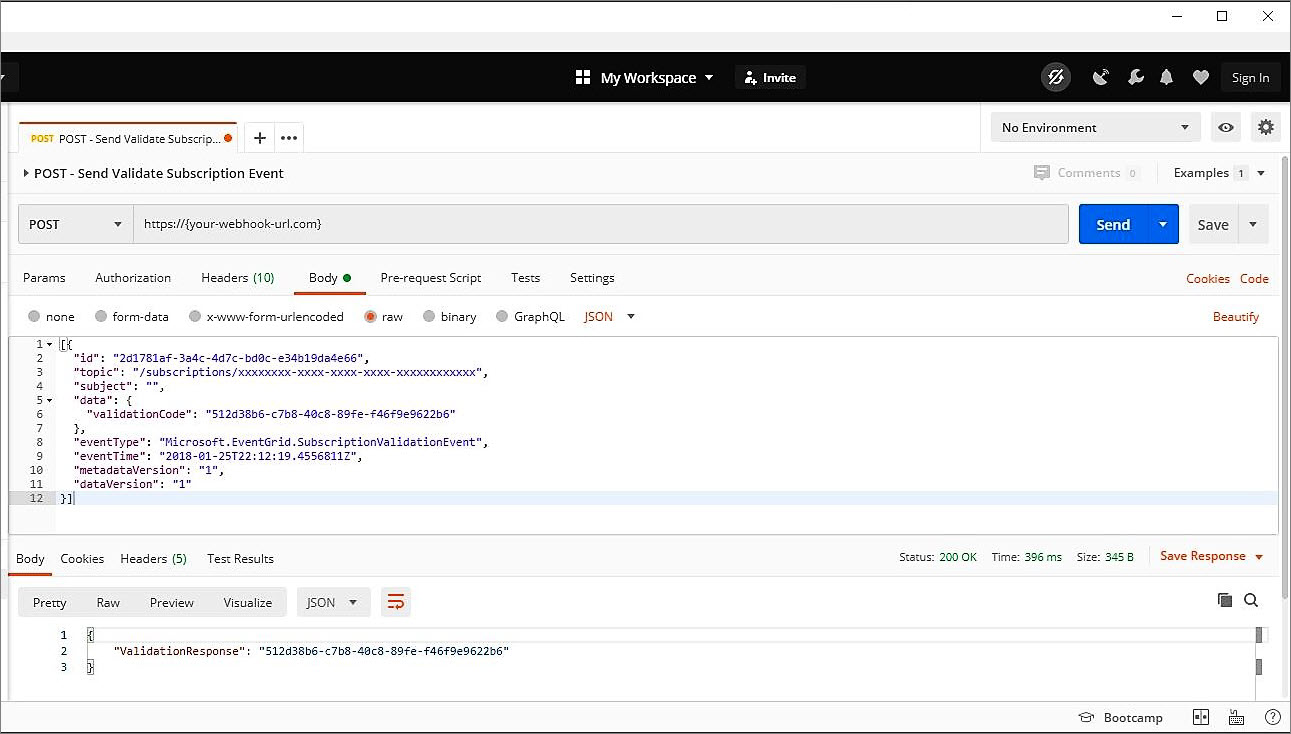 My Workspace Invite Sign In
POST POST - Send Validate Subscrip... + ••• No Environment
POST - Send Validate Subscription Event Comments 0 Examples 1
POST https://{your-webhook-url.com} Send Save
Params Authorization Headers (10) Body Pre-request Script Tests Settings Cookies Code
none form-data x-www-form-urlencoded raw binary GraphQL JSON Beautify
1 [{
2 "id": "2d1781af-3a4c-4d7c-bd0c-e34b19da4e66",
3 "topic": "/subscriptions/xxxxxxxx-xxxx-xxxx-xxxx-xxxxxxxxxxxx",
4 "subject": "",
5 "data": {
6 "validationCode": "512d38b6-c7b8-40c8-89fe-f46f9e9622b6"
7 },
8 "eventType": "Microsoft.EventGrid.SubscriptionValidationEvent",
9 "eventTime": "2018-01-25T22:12:19.4556811Z",
10 "metadataVersion": "1",
11 "dataVersion": "1"
12 }]
Body Cookies Headers (5) Test Results Status: 200 OK Time: 396 ms Size: 345 B Save Response
Pretty Raw Preview Visualize JSON
1 {
2 "ValidationResponse": "512d38b6-c7b8-40c8-89fe-f46f9e9622b6"
3 }
Bootcamp ?